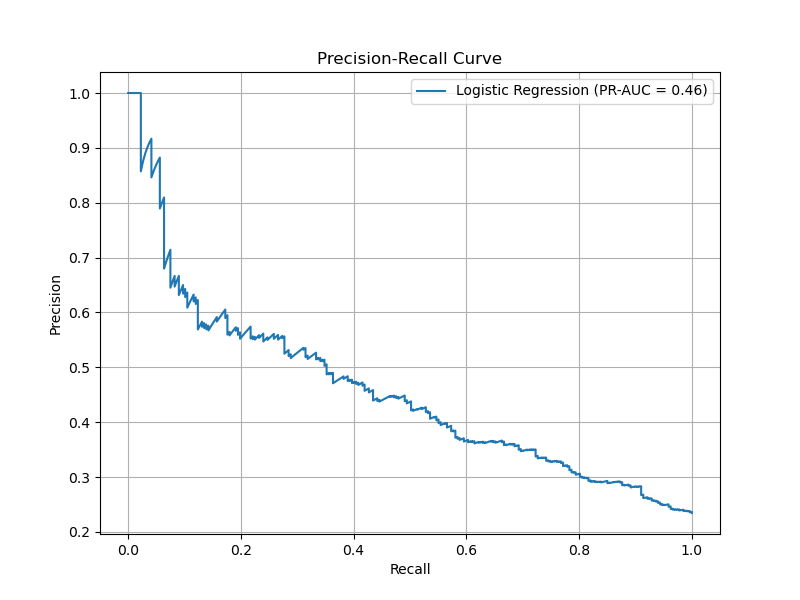 Precision-Recall Curve
Logistic Regression (PR-AUC = 0.46)
1.0
0.9
0.8
0.7
0.6
0.5
0.4
0.3
0.2
Precision
0.0 0.2 0.4 0.6 0.8 1.0
Recall